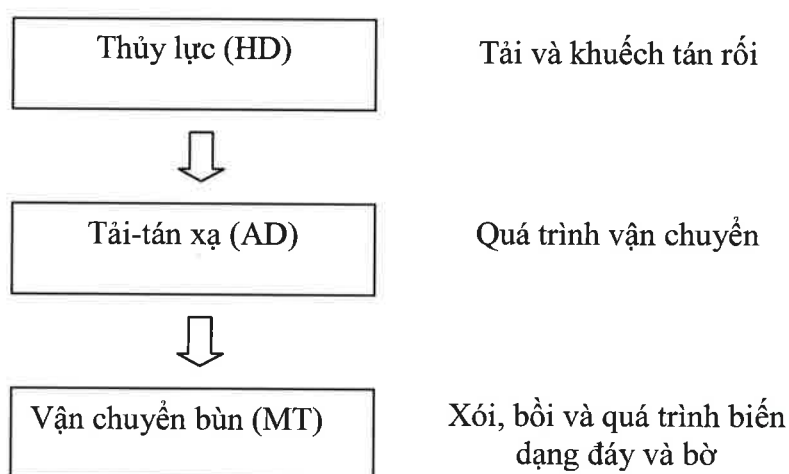 Thủy lực (HD)
Tải và khuếch tán rối
Tải-tán xạ (AD)
Quá trình vận chuyển
Vận chuyển bùn (MT)
Xói, bồi và quá trình biến
dạng đáy và bờ